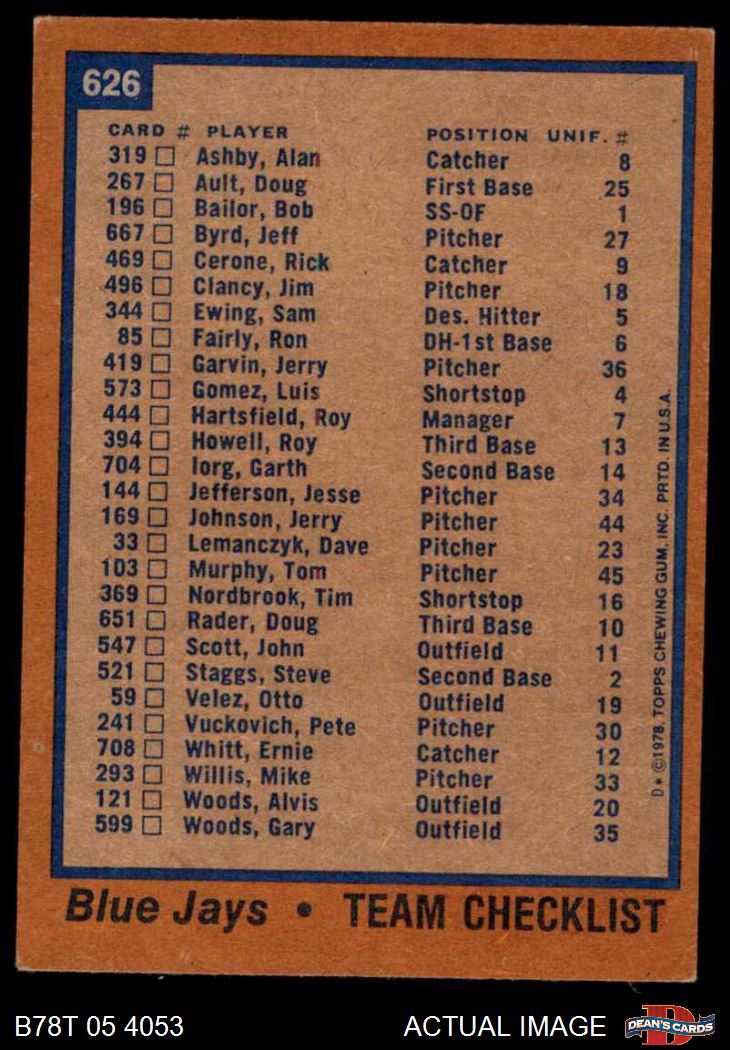 626
CARD # PLAYER POSITION UNIF. #
319 Ashby, Alan Catcher 8
267 Ault, Doug First Base 25
196 Bailor, Bob SS-OF 1
667 Byrd, Jeff Pitcher 27
469 Cerone, Rick Catcher 9
496 Clancy, Jim Pitcher 18
344 Ewing, Sam Des. Hitter 5
85 Fairly, Ron DH-1st Base 6
419 Garvin, Jerry Pitcher 36
573 Gomez, Luis Shortstop 4
444 Hartsfield, Roy Manager 7
394 Howell, Roy Third Base 13
704 Iorg, Garth Second Base 14
144 Jefferson, Jesse Pitcher 34
169 Johnson, Jerry Pitcher 44
33 Lemanczyk, Dave Pitcher 23
103 Murphy, Tom Pitcher 45
369 Nordbrook, Tim Shortstop 16
651 Rader, Doug Third Base 10
547 Scott, John Outfield 11
521 Staggs, Steve Second Base 2
59 Velez, Otto Outfield 19
241 Vuckovich, Pete Pitcher 30
708 Whitt, Ernie Catcher 12
293 Willis, Mike Pitcher 33
121 Woods, Alvis Outfield 20
599 Woods, Gary Outfield 35
D* ©1978. TOPPS CHEWING GUM, INC. PRTD. IN U.S.A.
Blue Jays • TEAM CHECKLIST
B78T 05 4053 ACTUAL IMAGE
D
DEAN'S CARDS